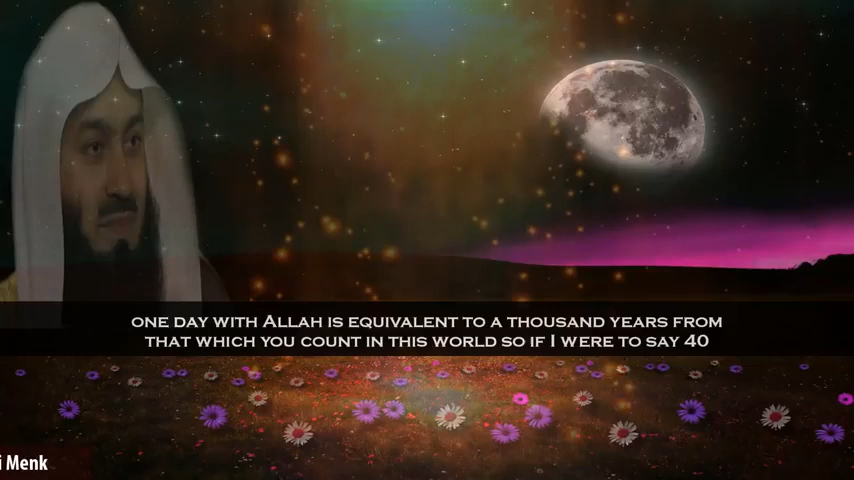 ONE DAY WITH ALLAH IS EQUIVALENT TO A THOUSAND YEARS FROM
THAT WHICH YOU COUNT IN THIS WORLD SO IF I WERE TO SAY 40
i Menk